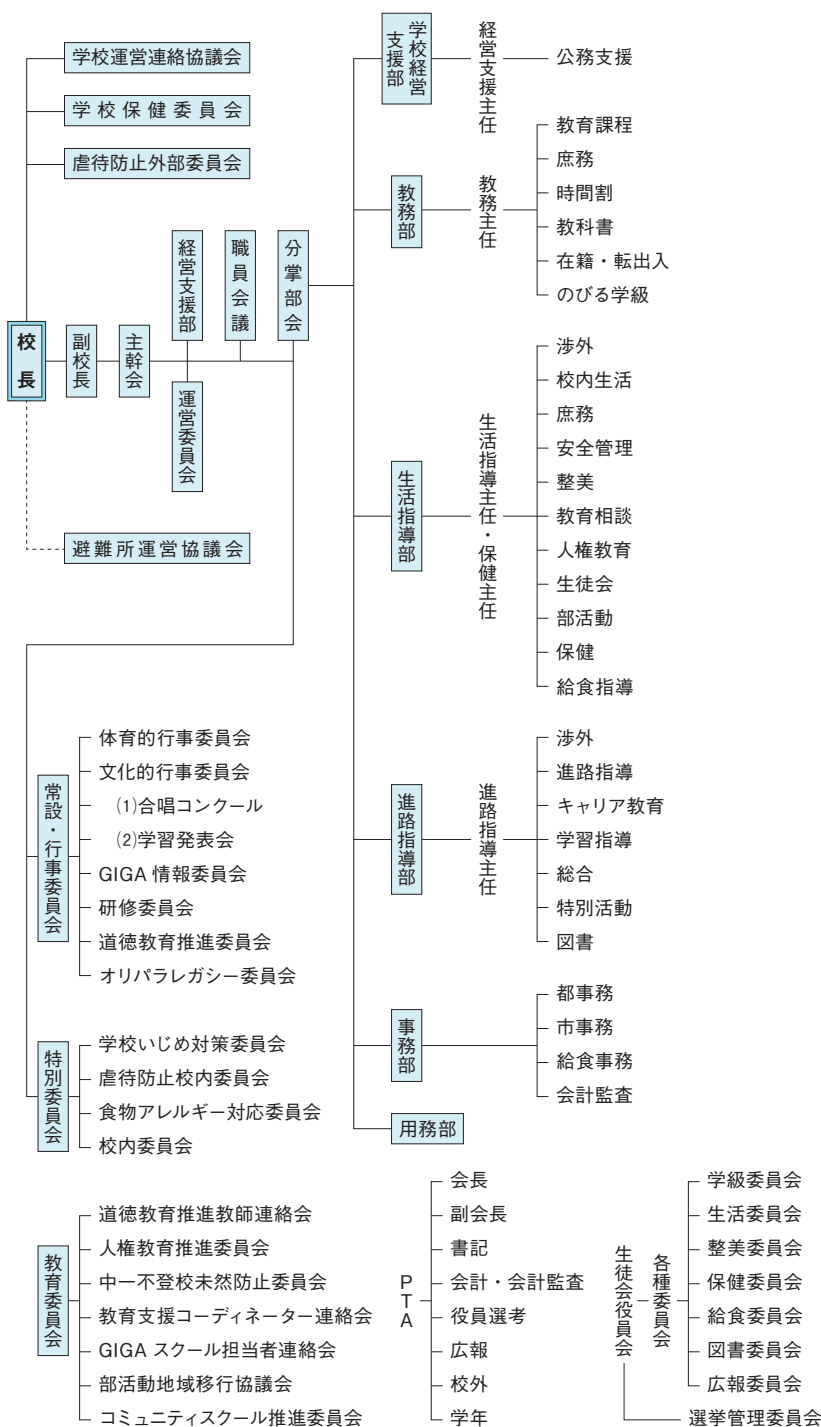 学校運営連絡協議会
学校保健委員会
虐待防止外部委員会
校長
副校長
主幹会
経営支援部
運営委員会
職員会議
分掌部会
避難所運営協議会
学校経営支援部
経営支援主任
公務支援
教務部
教務主任
教育課程
庶務
時間割
教科書
在籍・転出入
のびる学級
生活指導部
生活指導主任・保健主任
渉外
校内生活
庶務
安全管理
整美
教育相談
人権教育
生徒会
部活動
保健
給食指導
進路指導部
進路指導主任
渉外
進路指導
キャリア教育
学習指導
総合
特別活動
図書
事務部
都事務
市事務
給食事務
会計監査
用務部
常設・行事委員会
体育的行事委員会
文化的行事委員会
(1)合唱コンクール
(2)学習発表会
GIGA 情報委員会
研修委員会
道徳教育推進委員会
オリパラレガシー委員会
特別委員会
学校いじめ対策委員会
虐待防止校内委員会
食物アレルギー対応委員会
校内委員会
教育委員会
道徳教育推進教師連絡会
人権教育推進委員会
中一不登校未然防止委員会
教育支援コーディネーター連絡会
GIGA スクール担当者連絡会
部活動地域移行協議会
コミュニティスクール推進委員会
PTA
会長
副会長
書記
会計・会計監査
役員選考
広報
校外
学年
生徒会役員会
各種委員会
学級委員会
生活委員会
整美委員会
保健委員会
給食委員会
図書委員会
広報委員会
選挙管理委員会